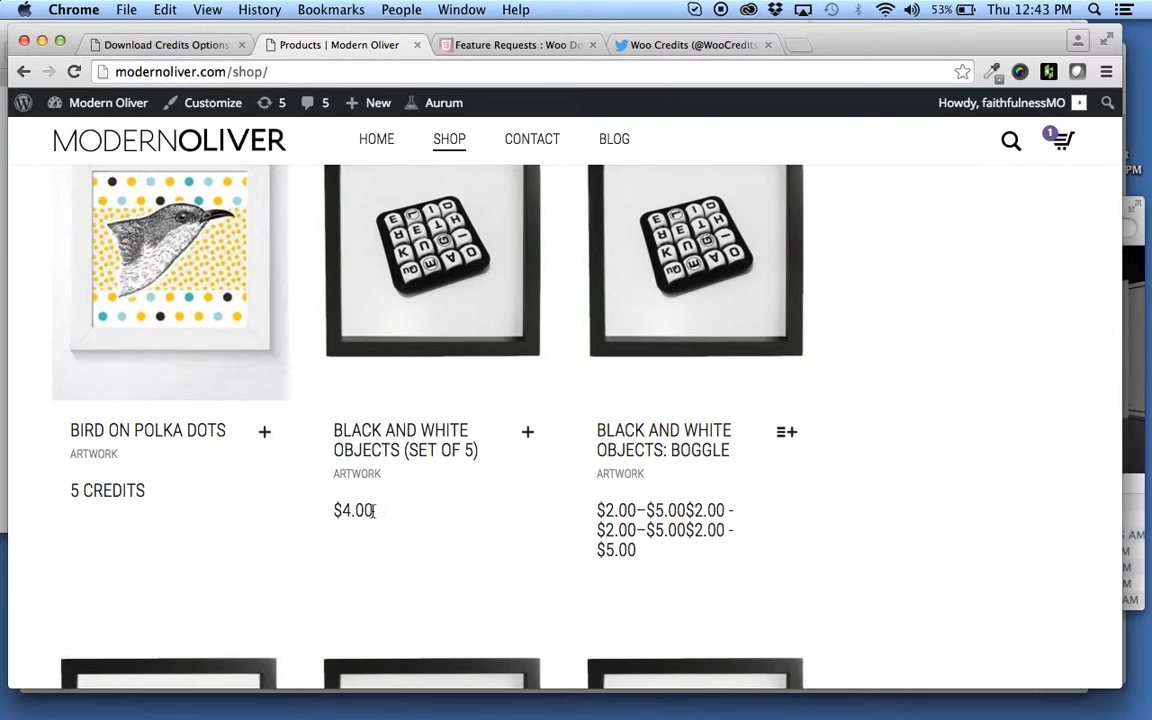 Chrome File Edit View History Bookmarks People Window Help 53% Thu 12:43 PM
Download Credits Options Products | Modern Oliver Feature Requests : Woo Do Woo Credits (@WooCredits
modernoliver.com/shop/
Modern Oliver Customize 5 5 New Aurum Howdy, faithfulnessMO
MODERNOLIVER HOME SHOP CONTACT BLOG 1
BIRD ON POLKA DOTS
ARTWORK
5 CREDITS
BLACK AND WHITE
OBJECTS (SET OF 5)
ARTWORK
$4.00
BLACK AND WHITE
OBJECTS: BOGGLE
ARTWORK
$2.00–$5.00$2.00 -
$2.00–$5.00$2.00 -
$5.00